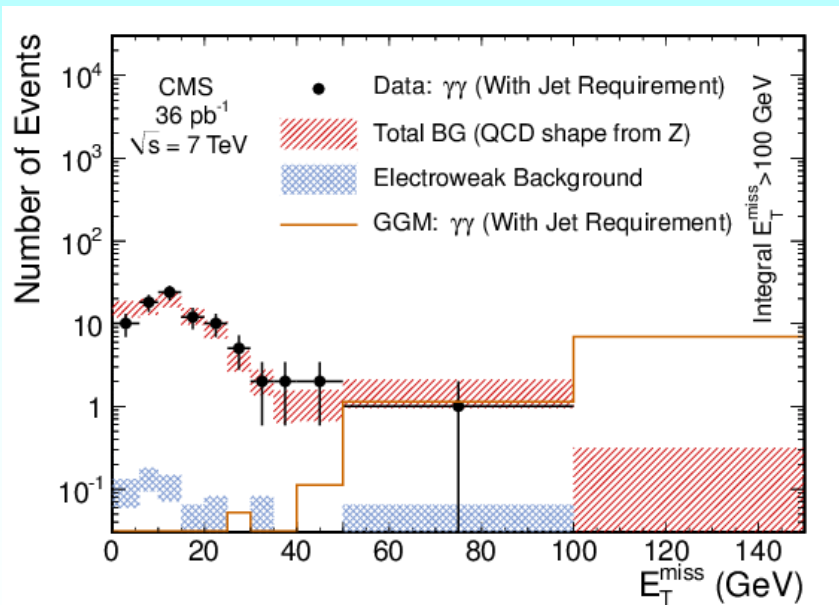 Number of Events
10⁴
10³
10²
10
1
10⁻¹
CMS
36 pb⁻¹
√s = 7 TeV
Data: γγ (With Jet Requirement)
Total BG (QCD shape from Z)
Electroweak Background
GGM: γγ (With Jet Requirement)
Integral E_T^miss>100 GeV
0 20 40 60 80 100 120 140
E_T^miss (GeV)